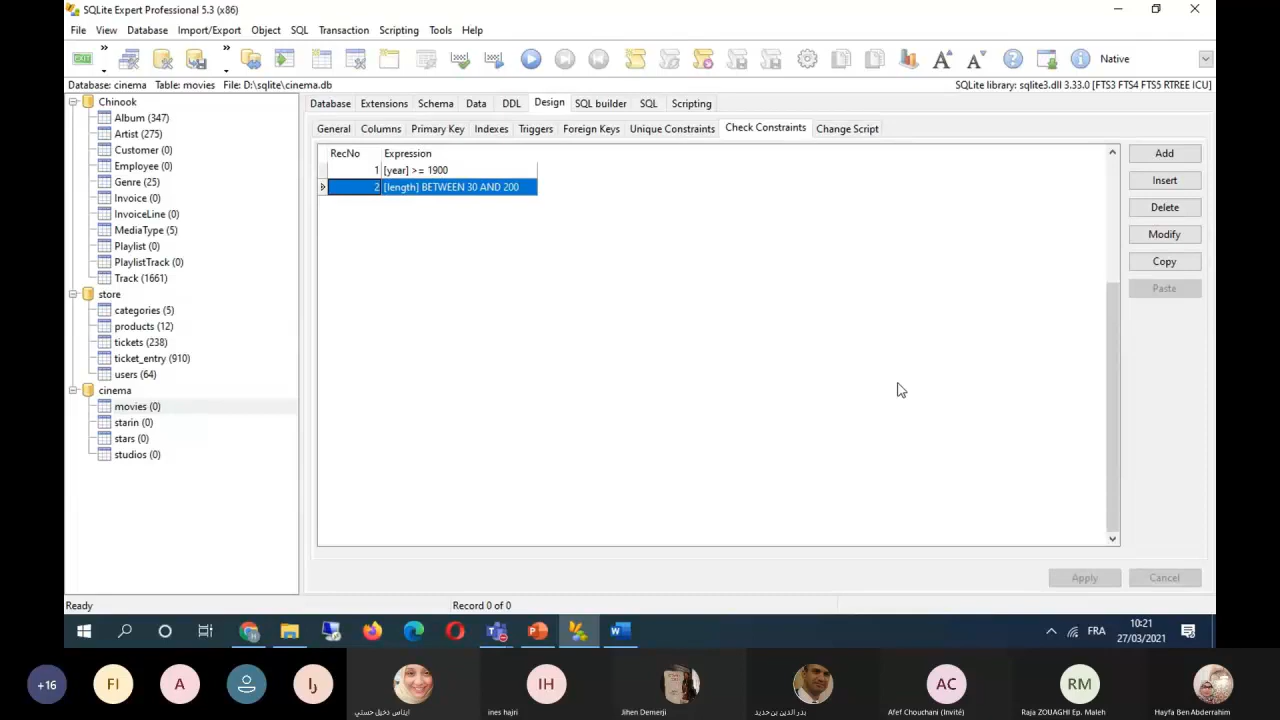 SQLite Expert Professional 5.3 (x86)
File View Database Import/Export Object SQL Transaction Scripting Tools Help
Native
Database: cinema Table: movies File: D:\sqlite\cinema.db
SQLite library: sqlite3.dll 3.33.0 [FTS3 FTS4 FTS5 RTREE ICU]
Chinook
Album (347)
Artist (275)
Customer (0)
Employee (0)
Genre (25)
Invoice (0)
InvoiceLine (0)
MediaType (5)
Playlist (0)
PlaylistTrack (0)
Track (1661)
store
categories (5)
products (12)
tickets (238)
ticket_entry (910)
users (64)
cinema
movies (0)
starin (0)
stars (0)
studios (0)
Database Extensions Schema Data DDL Design SQL builder SQL Scripting
General Columns Primary Key Indexes Triggers Foreign Keys Unique Constraints Check Constraints Change Script
RecNo Expression
1 [year] >= 1900
2 [length] BETWEEN 30 AND 200
Add
Insert
Delete
Modify
Copy
Paste
Apply Cancel
Ready Record 0 of 0
FRA
10:21
27/03/2021
+16 FI A را IH AC RM
ايناس دخيل حسني
ines hajri
Jihen Demerji
بدر الدين بن حديد
Afef Chouchani (Invité)
Raja ZOUAGHI Ep. Maleh
Hayfa Ben Abderrahim